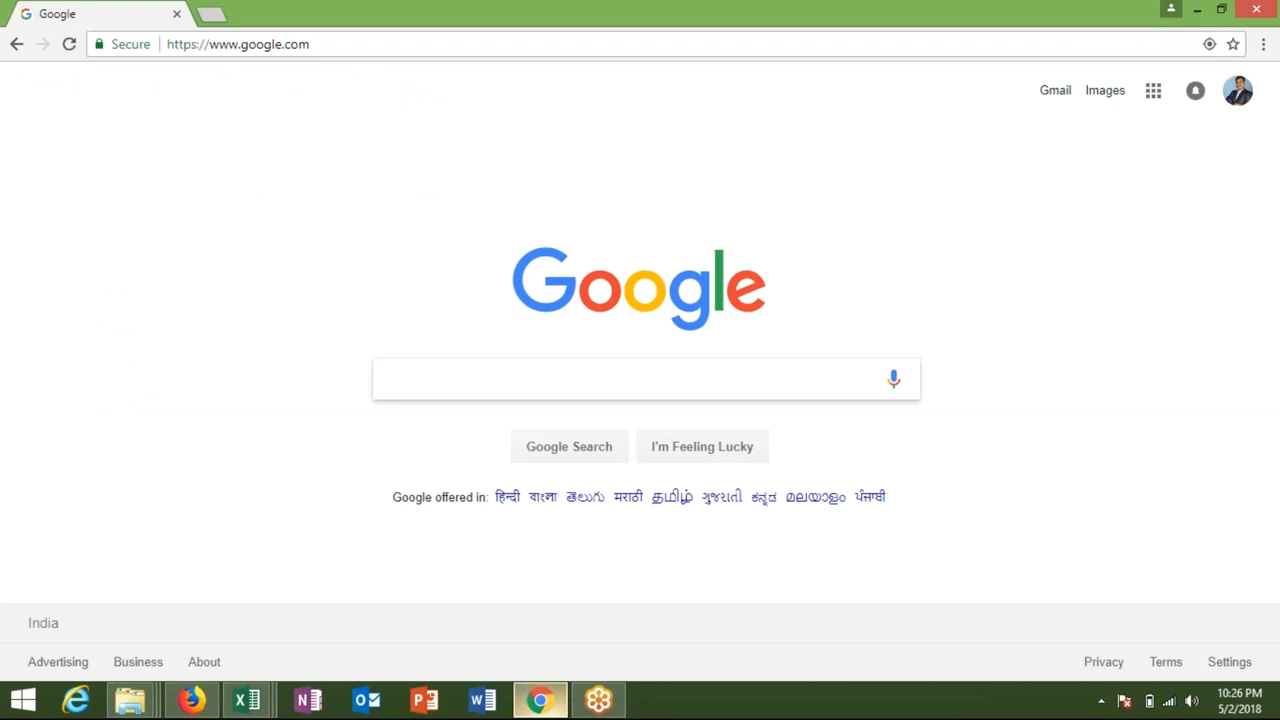 Google
Secure https://www.google.com
Gmail Images
Google
Google Search I'm Feeling Lucky
Google offered in: हिन्दी বাংলা తెలుగు मराठी தமிழ் ગુજરાતી ಕನ್ನಡ മലയാളം ਪੰਜਾਬੀ
India
Advertising Business About Privacy Terms Settings
10:26 PM
5/2/2018